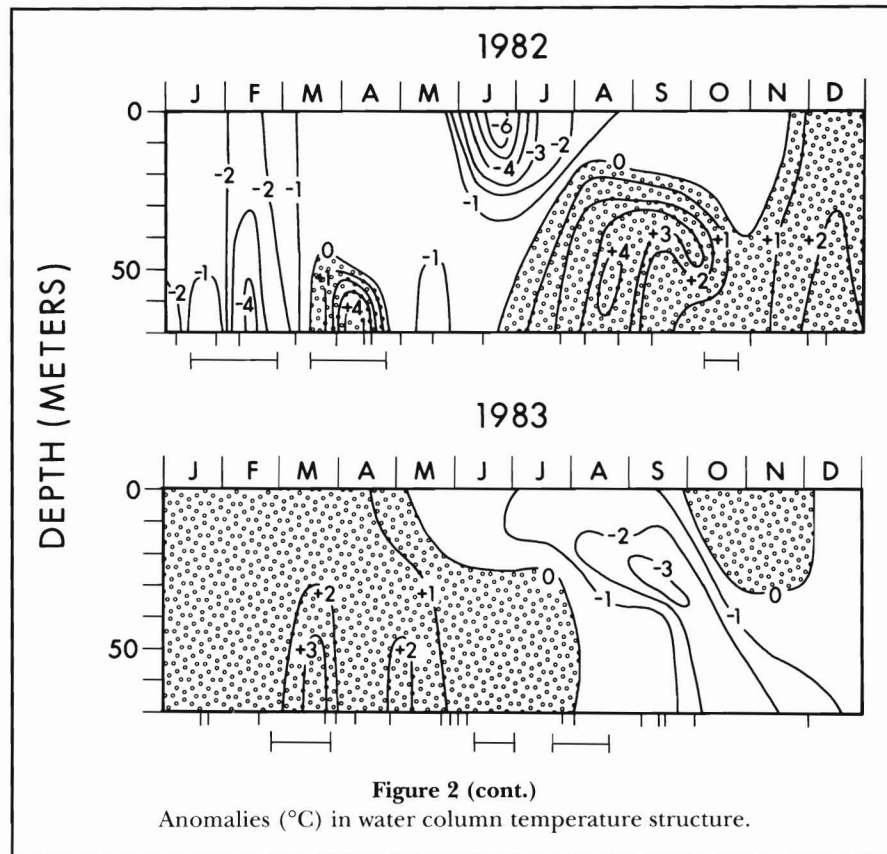 1982
J F M A M J J A S O N D
0
50
-2 -1 -2 -4 -2 -1 0 + +4 -1 -6 -4 -3 -2 -1 0 +4 +3 +2 +1 +1 +2
DEPTH (METERS)
1983
J F M A M J J A S O N D
0
50
+2 +3 +2 +1 0 -1 -2 -3 -1 0
Figure 2 (cont.)
Anomalies (°C) in water column temperature structure.